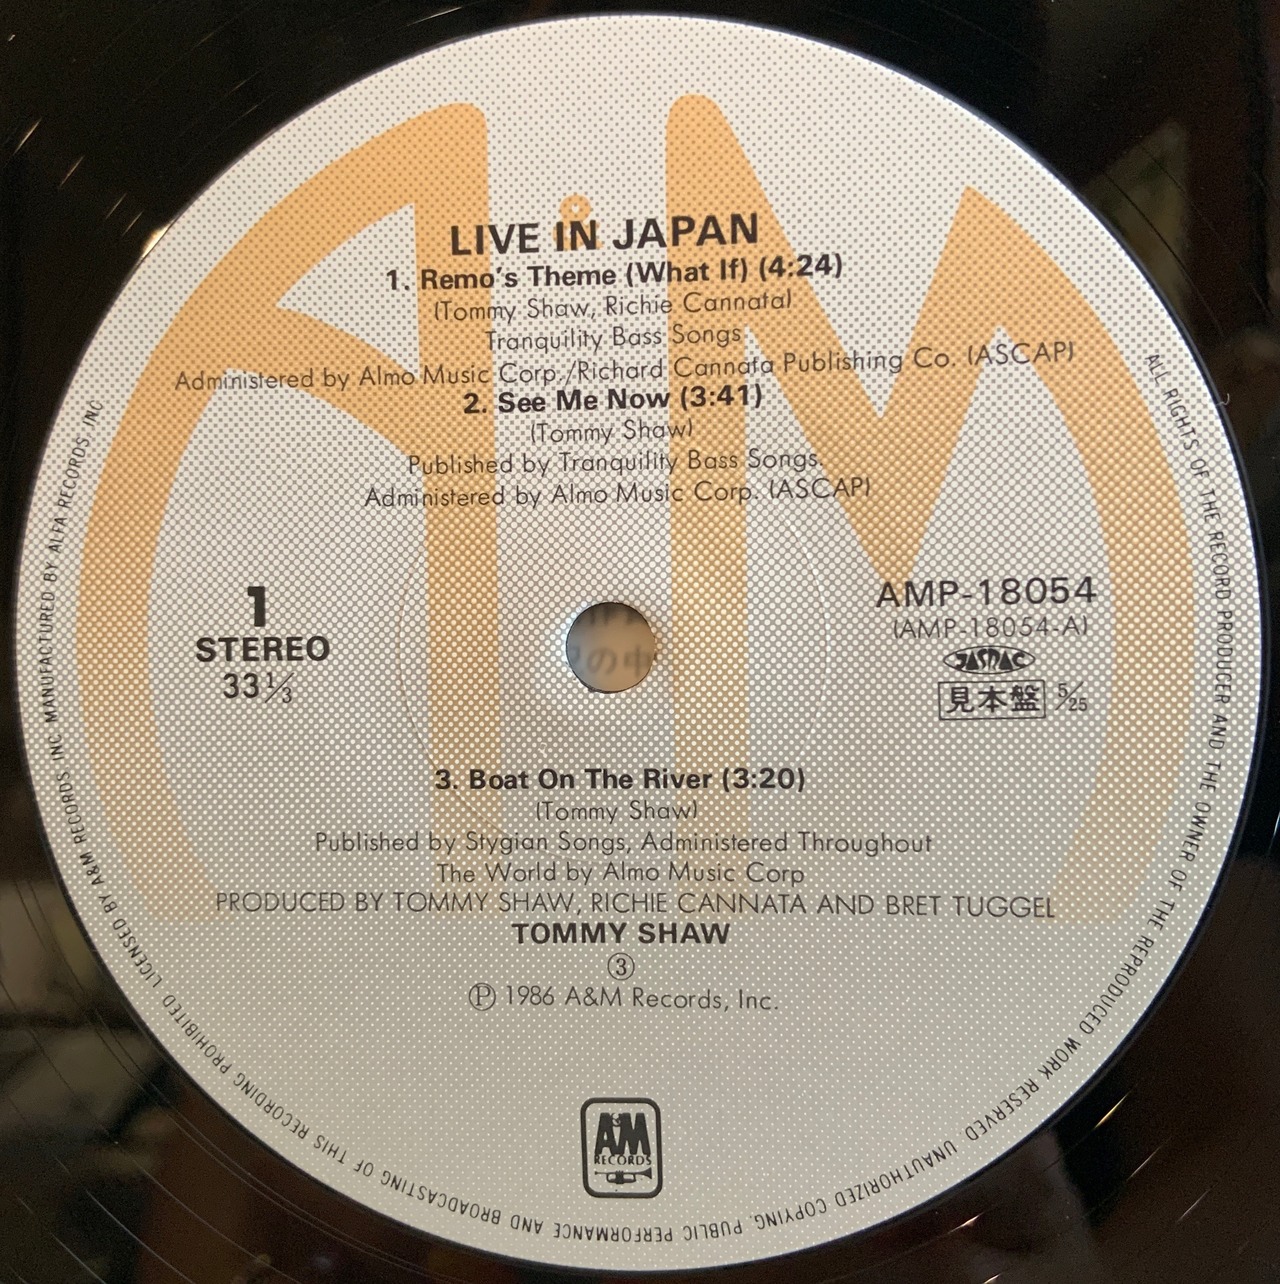 LIVE IN JAPAN
1. Remo's Theme (What If) (4:24)
(Tommy Shaw, Richie Cannata)
Tranquility Bass Songs
Administered by Almo Music Corp./Richard Cannata Publishing Co. (ASCAP)
2. See Me Now (3:41)
(Tommy Shaw)
Published by Tranquility Bass Songs.
Administered by Almo Music Corp. (ASCAP)
1
STEREO
33 1/3
AMP-18054
(AMP-18054-A)
JASRAC
見本盤 5/25
の中
3. Boat On The River (3:20)
(Tommy Shaw)
Published by Stygian Songs, Administered Throughout
The World by Almo Music Corp
PRODUCED BY TOMMY SHAW, RICHIE CANNATA AND BRET TUGGEL
TOMMY SHAW
③
Ⓟ 1986 A&M Records, Inc.
A&M
RECORDS
ALL RIGHTS OF THE RECORD PRODUCER AND THE OWNER OF THE REPRODUCED WORK RESERVED UNAUTHORIZED COPYING. PUBLIC PERFORMANCE AND BROADCASTING OF THIS RECORDING PROHIBITED LICENSED BY A&M RECORDS INC MANUFACTURED BY ALFA RECORDS. INC